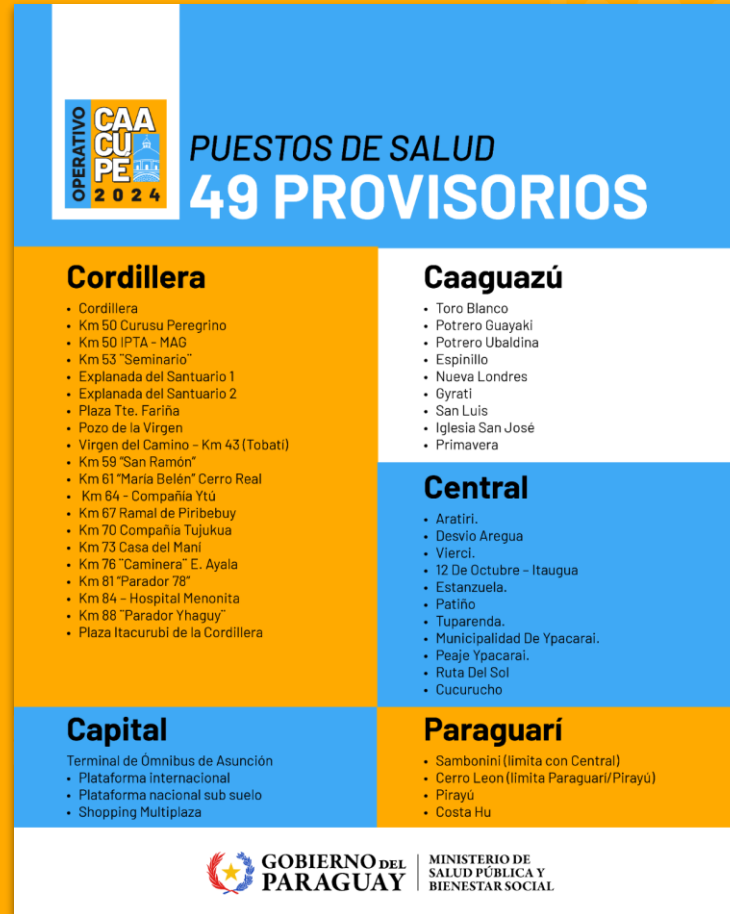 OPERATIVO
CAA
CU
PE
2024
PUESTOS DE SALUD
49 PROVISORIOS
Cordillera
• Cordillera
• Km 50 Curusu Peregrino
• Km 50 IPTA - MAG
• Km 53 ¨Seminario¨
• Explanada del Santuario 1
• Explanada del Santuario 2
• Plaza Tte. Fariña
• Pozo de la Virgen
• Virgen del Camino – Km 43 (Tobatí)
• Km 59 “San Ramón”
• Km 61 “María Belén” Cerro Real
• Km 64 - Compañía Ytú
• Km 67 Ramal de Piribebuy
• Km 70 Compañía Tujukua
• Km 73 Casa del Maní
• Km 76 ¨Caminera¨ E. Ayala
• Km 81 “Parador 78”
• Km 84 – Hospital Menonita
• Km 88 ¨Parador Yhaguy¨
• Plaza Itacurubi de la Cordillera
Caaguazú
• Toro Blanco
• Potrero Guayaki
• Potrero Ubaldina
• Espinillo
• Nueva Londres
• Gyrati
• San Luis
• Iglesia San José
• Primavera
Central
• Aratiri.
• Desvio Aregua
• Vierci.
• 12 De Octubre – Itaugua
• Estanzuela.
• Patiño
• Tuparenda.
• Municipalidad De Ypacarai.
• Peaje Ypacarai.
• Ruta Del Sol
• Cucurucho
Capital
Terminal de Ómnibus de Asunción
• Plataforma internacional
• Plataforma nacional sub suelo
• Shopping Multiplaza
Paraguarí
• Sambonini (limita con Central)
• Cerro Leon (limita Paraguarí/Pirayú)
• Pirayú
• Costa Hu
GOBIERNO DEL
PARAGUAY
MINISTERIO DE
SALUD PÚBLICA Y
BIENESTAR SOCIAL